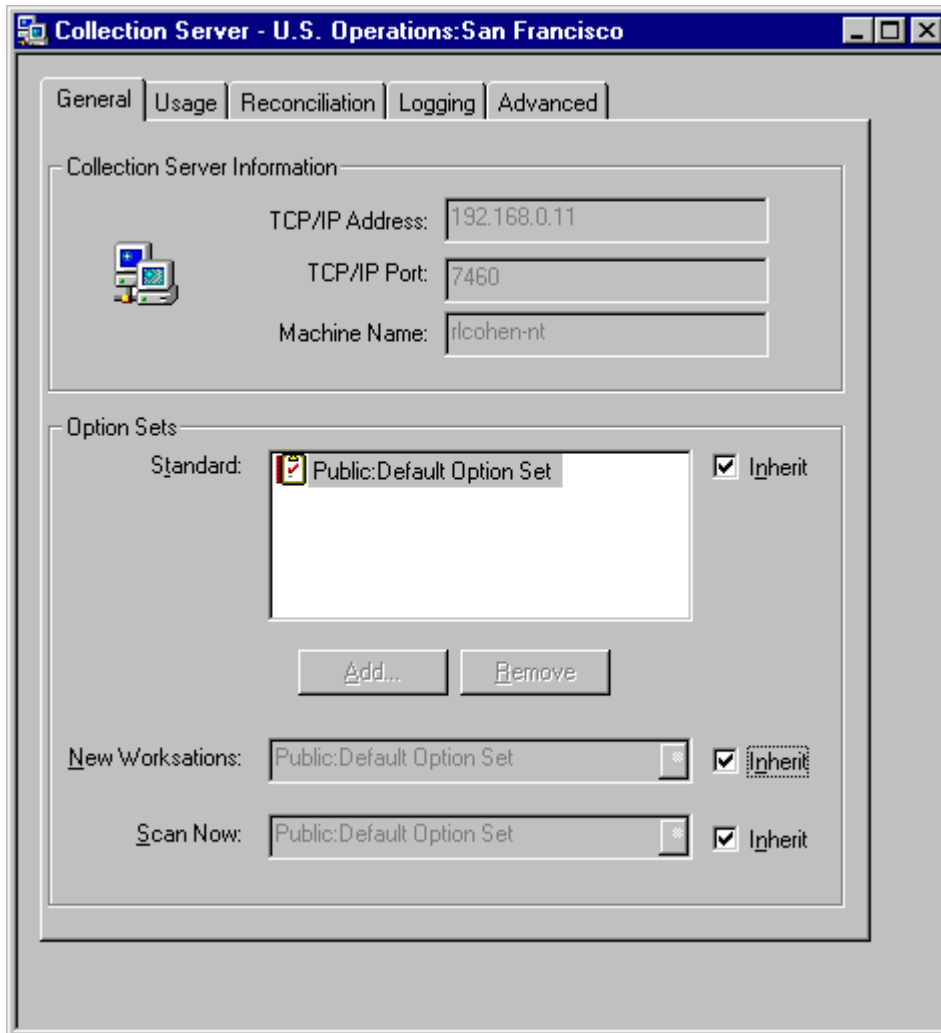 Collection Server - U.S. Operations:San Francisco
General Usage Reconciliation Logging Advanced
Collection Server Information
TCP/IP Address: 192.168.0.11
TCP/IP Port: 7460
Machine Name: rlcohen-nt
Option Sets
Standard: Public:Default Option Set Inherit
Add... Remove
New Worksations: Public:Default Option Set Inherit
Scan Now: Public:Default Option Set Inherit